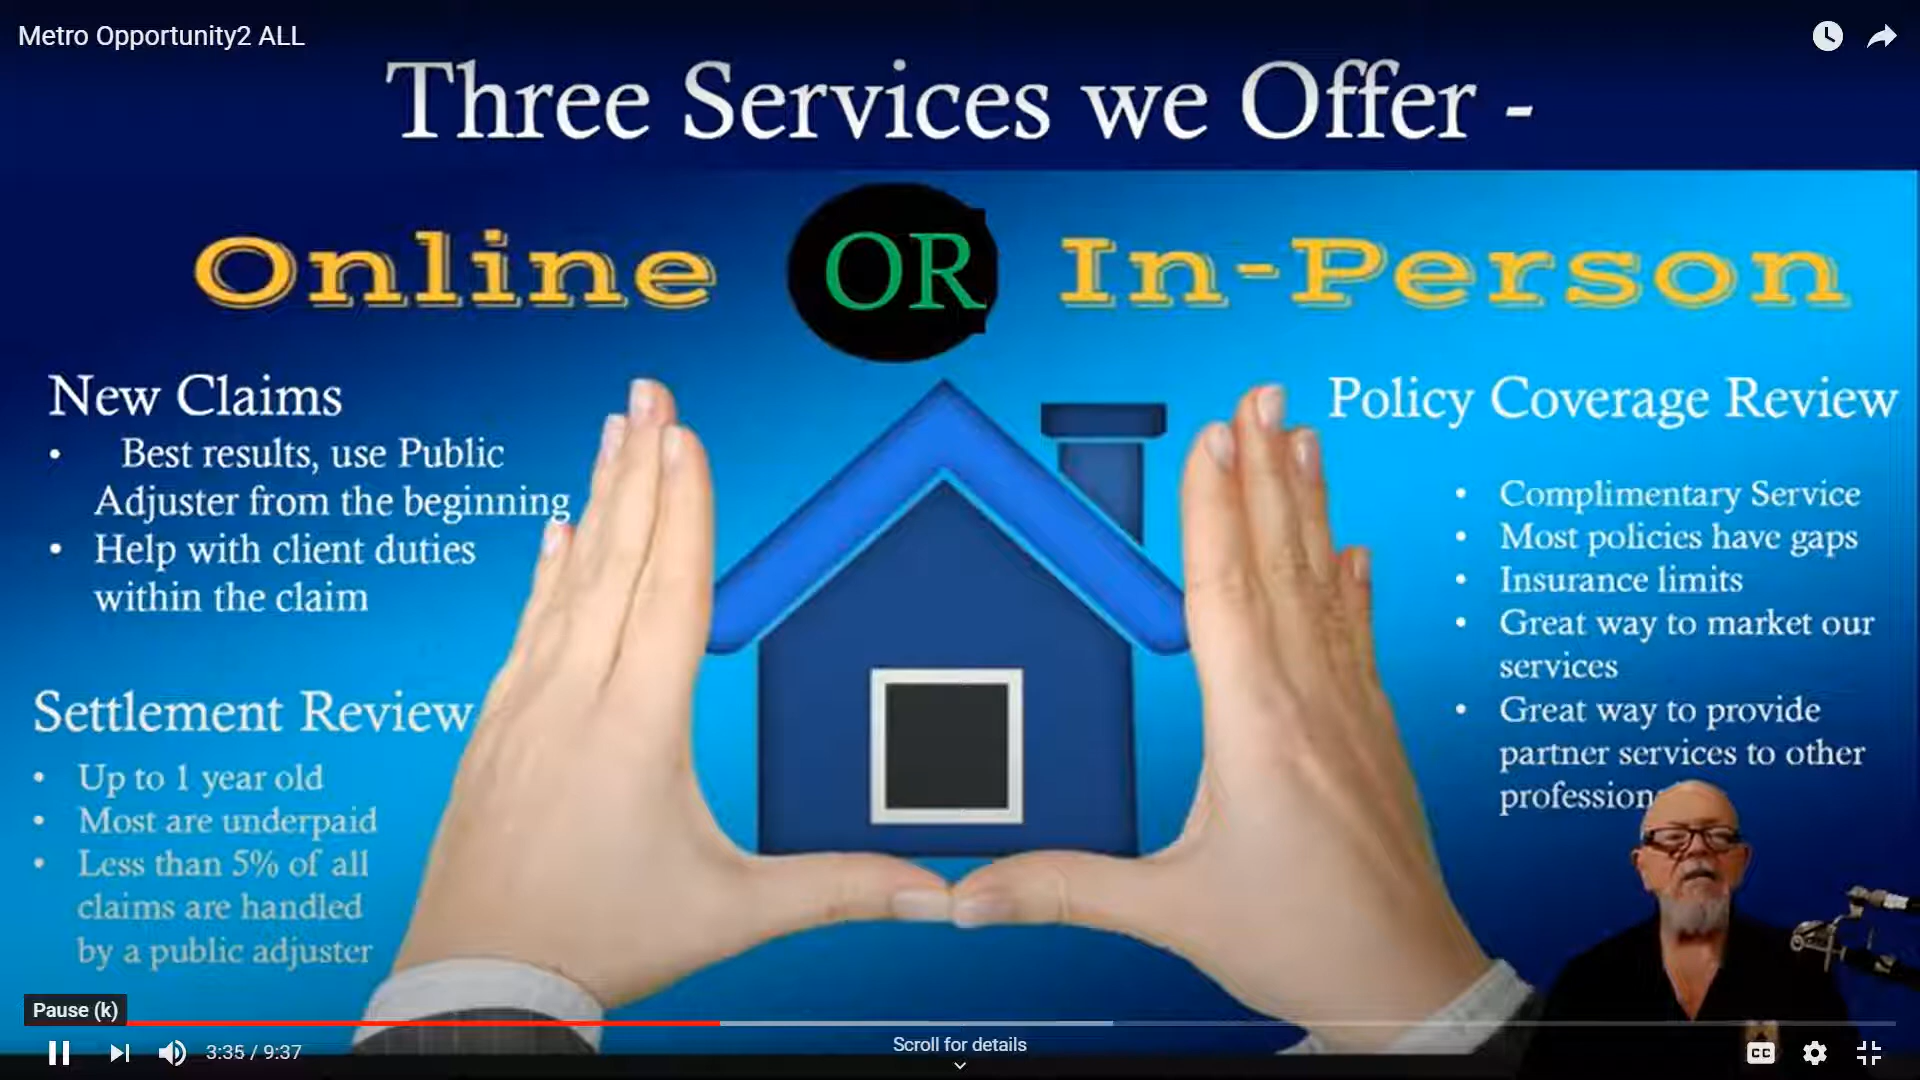 Metro Opportunity2 ALL
Three Services we Offer -
Online OR In-Person
New Claims
• Best results, use Public
Adjuster from the beginning
• Help with client duties
within the claim
Settlement Review
• Up to 1 year old
• Most are underpaid
• Less than 5% of all
claims are handled
by a public adjuster
Policy Coverage Review
• Complimentary Service
• Most policies have gaps
• Insurance limits
• Great way to market our
services
• Great way to provide
partner services to other
profession
Pause (k)
3:35 / 9:37
Scroll for details
CC